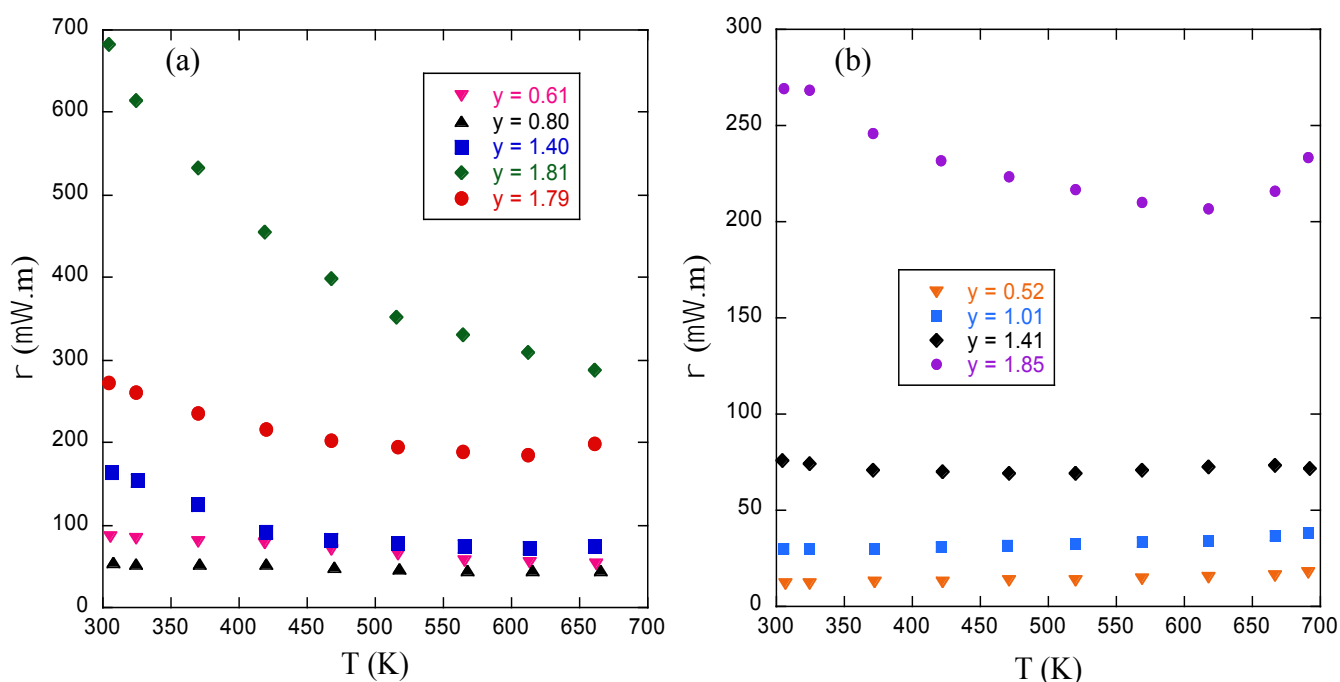 (a)
700
600
500
400
300
200
100
0
r (mW.m)
y = 0.61
y = 0.80
y = 1.40
y = 1.81
y = 1.79
300 350 400 450 500 550 600 650 700
T (K)
(b)
300
250
200
150
100
50
0
r (mW.m)
y = 0.52
y = 1.01
y = 1.41
y = 1.85
300 350 400 450 500 550 600 650 700
T (K)